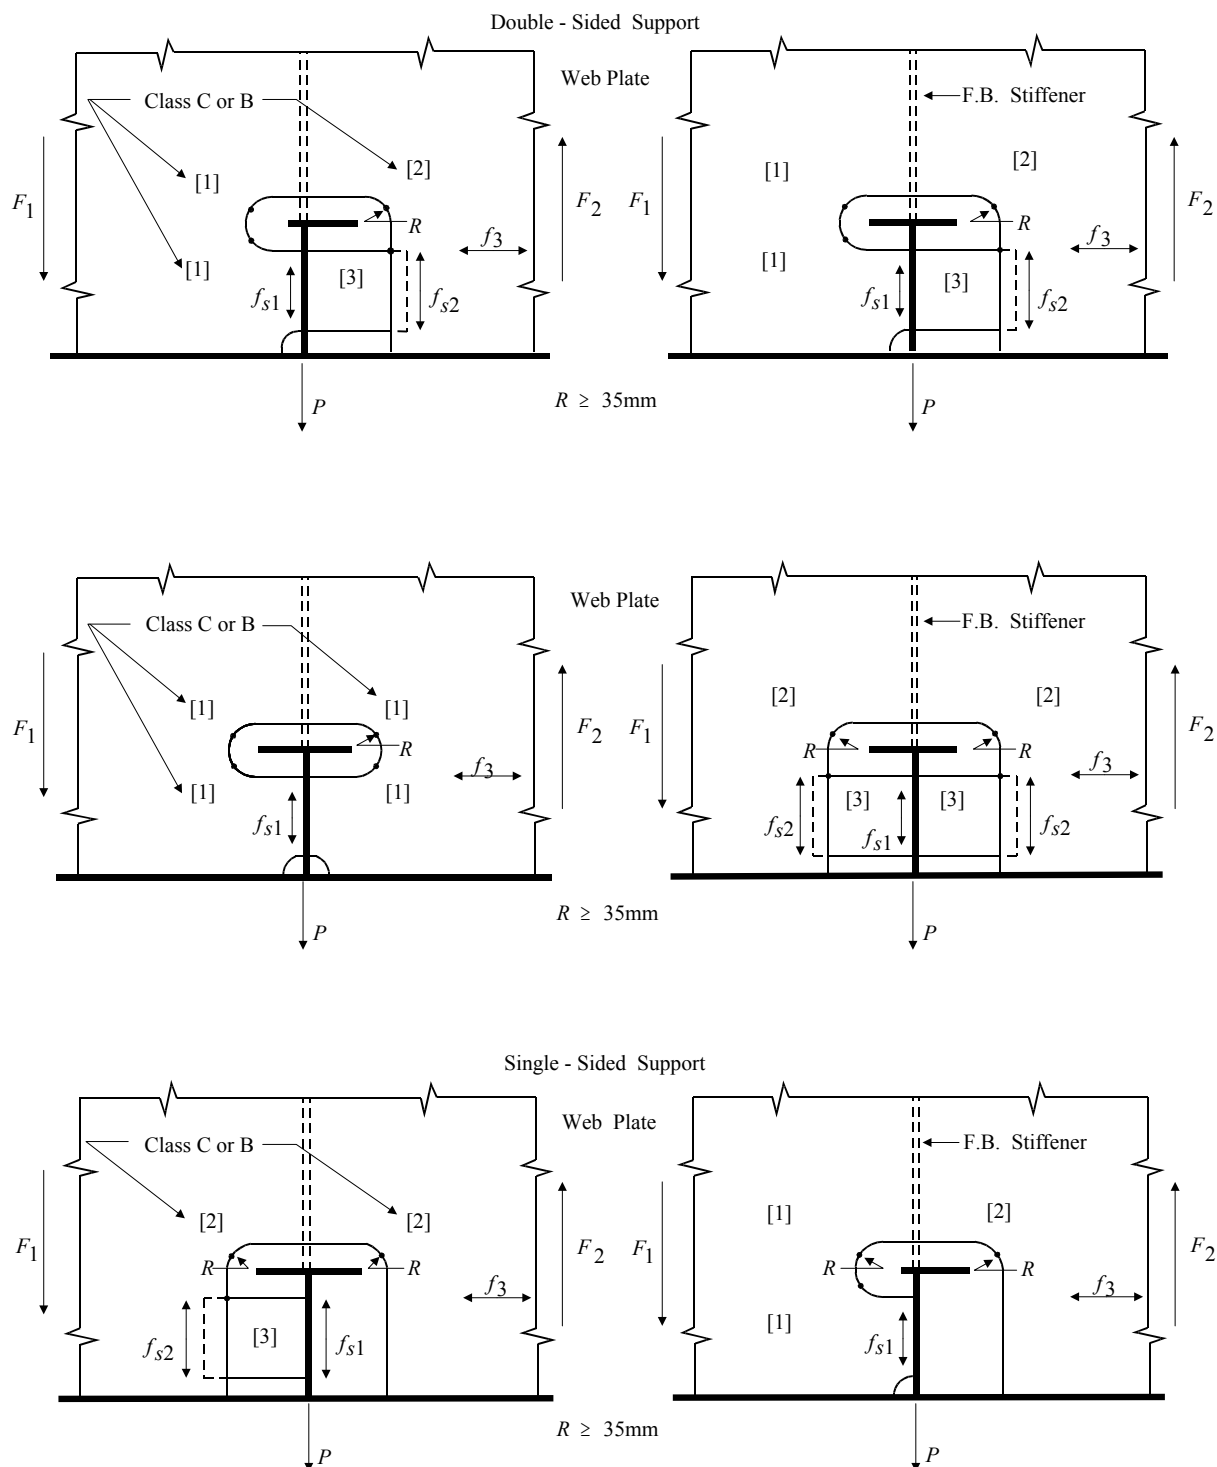 Double - Sided Support
Web Plate
Class C or B
F.B. Stiffener
[1]
[2]
[1]
[2]
F1
F2
F1
F2
R
R
f3
f3
[1]
[3]
[1]
[3]
fs1
fs2
fs1
fs2
P
R ≥ 35mm
P
Web Plate
Class C or B
F.B. Stiffener
[1]
[1]
[2]
[2]
F1
F2
F1
F2
R
R
R
f3
f3
[1]
[1]
[3]
[3]
fs1
fs2
fs1
fs2
P
R ≥ 35mm
P
Single - Sided Support
Web Plate
Class C or B
F.B. Stiffener
[2]
[2]
[1]
[2]
F1
F2
F1
F2
R
R
R
R
f3
f3
[3]
[1]
fs2
fs1
fs1
R ≥ 35mm
P
P